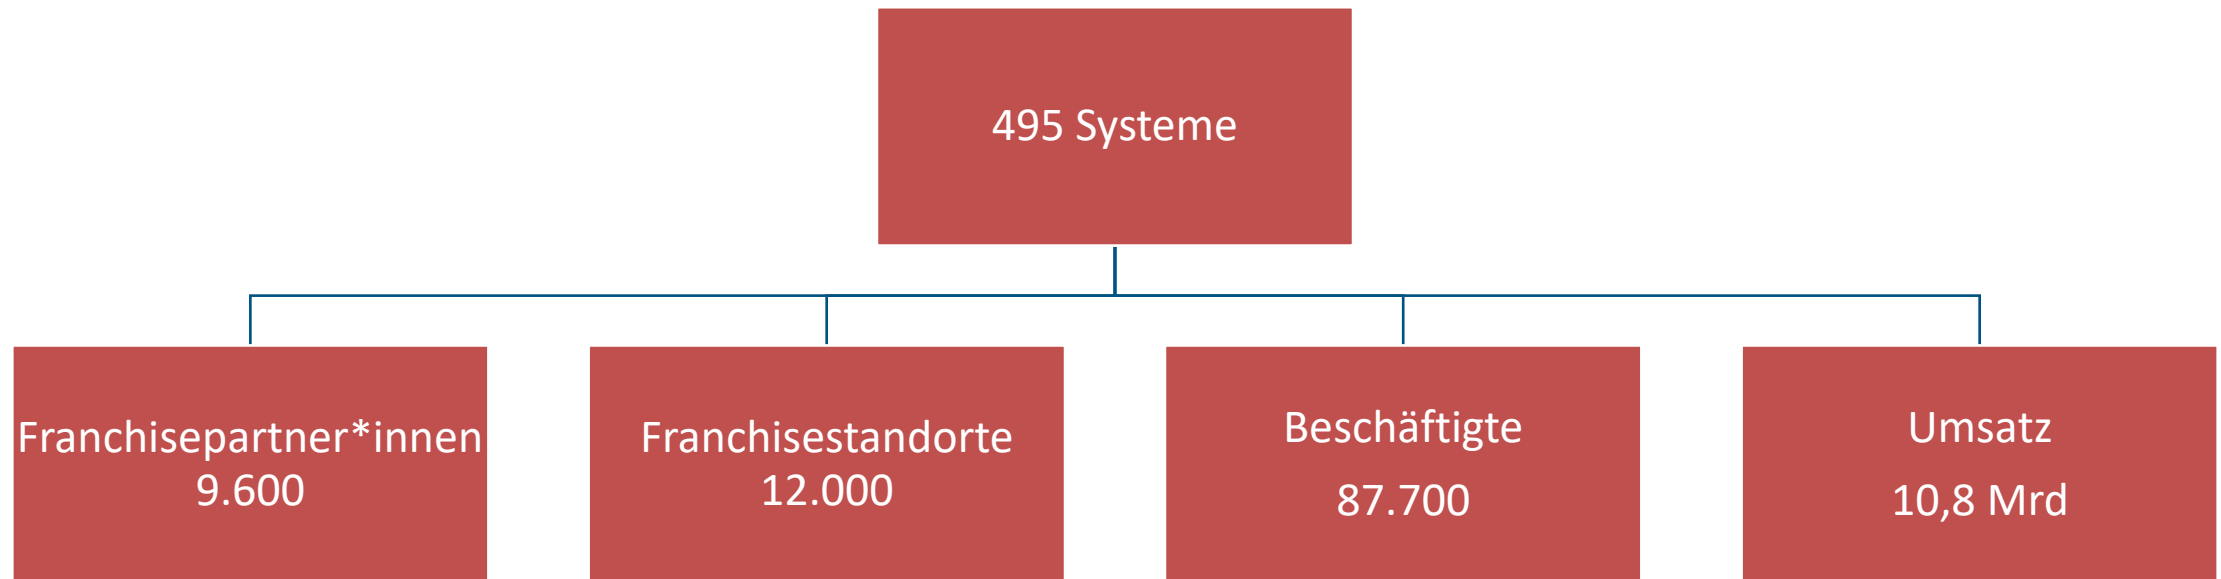 495 Systeme
Franchisepartner*innen
9.600
Franchisestandorte
12.000
Beschäftigte
87.700
Umsatz
10,8 Mrd